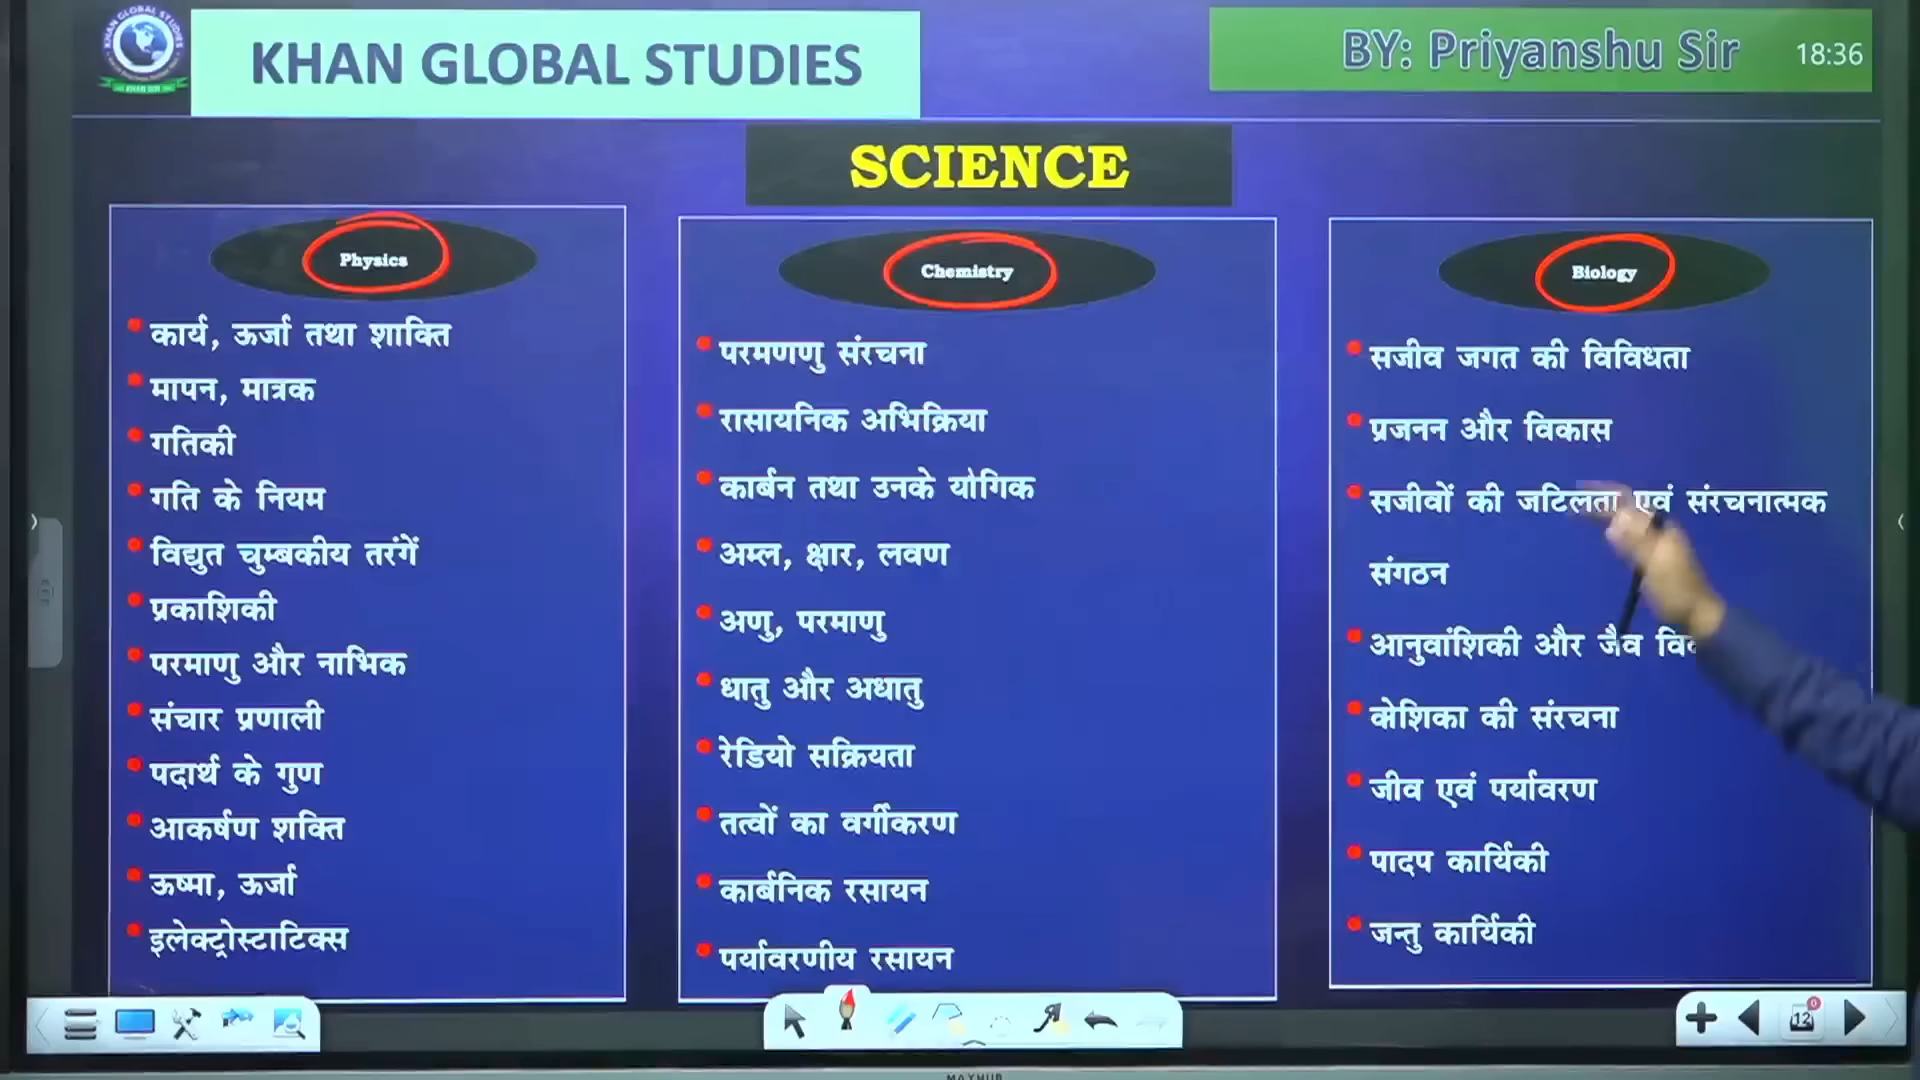 KHAN GLOBAL STUDIES
BY: Priyanshu Sir
18:36
SCIENCE
Physics
कार्य, ऊर्जा तथा शाक्ति
मापन, मात्रक
गतिकी
गति के नियम
विद्युत चुम्बकीय तरंगें
प्रकाशिकी
परमाणु और नाभिक
संचार प्रणाली
पदार्थ के गुण
आकर्षण शक्ति
ऊष्मा, ऊर्जा
इलेक्ट्रोस्टाटिक्स
Chemistry
परमणणु संरचना
रासायनिक अभिक्रिया
कार्बन तथा उनके योगिक
अम्ल, क्षार, लवण
अणु, परमाणु
धातु और अधातु
रेडियो सक्रियता
तत्वों का वर्गीकरण
कार्बनिक रसायन
पर्यावरणीय रसायन
Biology
सजीव जगत की विविधता
प्रजनन और विकास
सजीवों की जटिलता एवं संरचनात्मक
संगठन
आनुवांशिकी और जैव
की संरचना
जीव एवं पर्यावरण
पादप कार्यिकी
जन्तु कार्यिकी
12
0